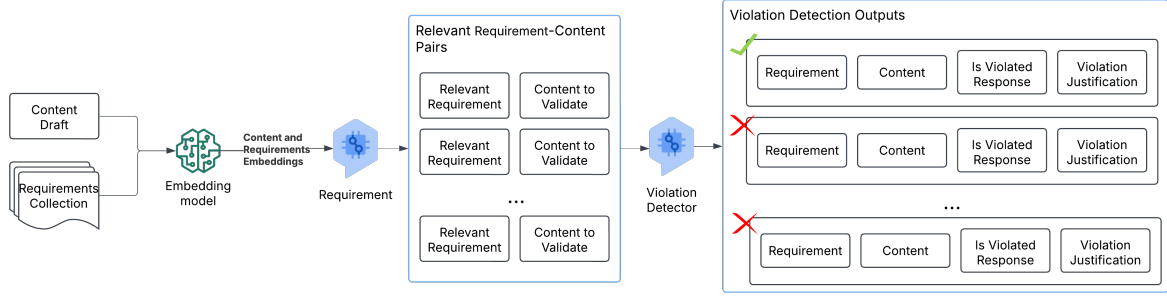 Content
Draft
Requirements
Collection
Embedding
model
Content and
Requirements
Embeddings
Requirement
Relevant Requirement-Content
Pairs
Relevant
Requirement
Content to
Validate
Relevant
Requirement
Content to
Validate
...
Relevant
Requirement
Content to
Validate
Violation
Detector
Violation Detection Outputs
Requirement
Content
Is Violated
Response
Violation
Justification
Requirement
Content
Is Violated
Response
Violation
Justification
...
Requirement
Content
Is Violated
Response
Violation
Justification